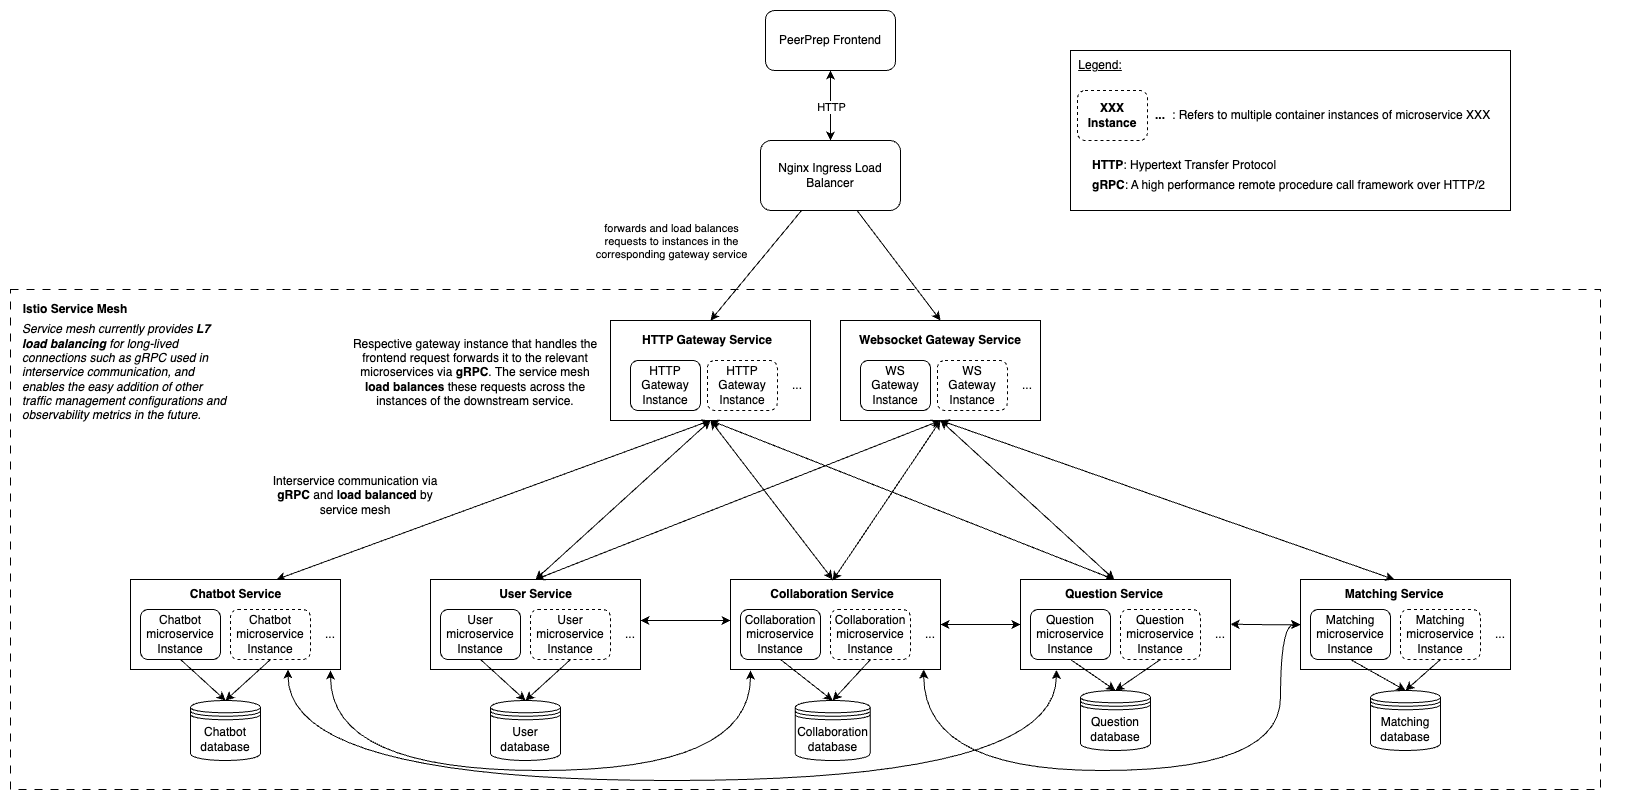 PeerPrep Frontend
HTTP
Nginx Ingress Load
Balancer
Legend:
XXX
Instance
... : Refers to multiple container instances of microservice XXX
HTTP: Hypertext Transfer Protocol
gRPC: A high performance remote procedure call framework over HTTP/2
forwards and load balances
requests to instances in the
corresponding gateway service
Istio Service Mesh
Service mesh currently provides L7
load balancing for long-lived
connections such as gRPC used in
interservice communication, and
enables the easy addition of other
traffic management configurations and
observability metrics in the future.
Respective gateway instance that handles the
frontend request forwards it to the relevant
microservices via gRPC. The service mesh
load balances these requests across the
instances of the downstream service.
HTTP Gateway Service
HTTP
Gateway
Instance
HTTP
Gateway
Instance
...
Websocket Gateway Service
WS
Gateway
Instance
WS
Gateway
Instance
...
Interservice communication via
gRPC and load balanced by
service mesh
Chatbot Service
Chatbot
microservice
Instance
Chatbot
microservice
Instance
...
Chatbot
database
User Service
User
microservice
Instance
User
microservice
Instance
...
User
database
Collaboration Service
Collaboration
microservice
Instance
Collaboration
microservice
Instance
...
Collaboration
database
Question Service
Question
microservice
Instance
Question
microservice
Instance
...
Question
database
Matching Service
Matching
microservice
Instance
Matching
microservice
Instance
...
Matching
database